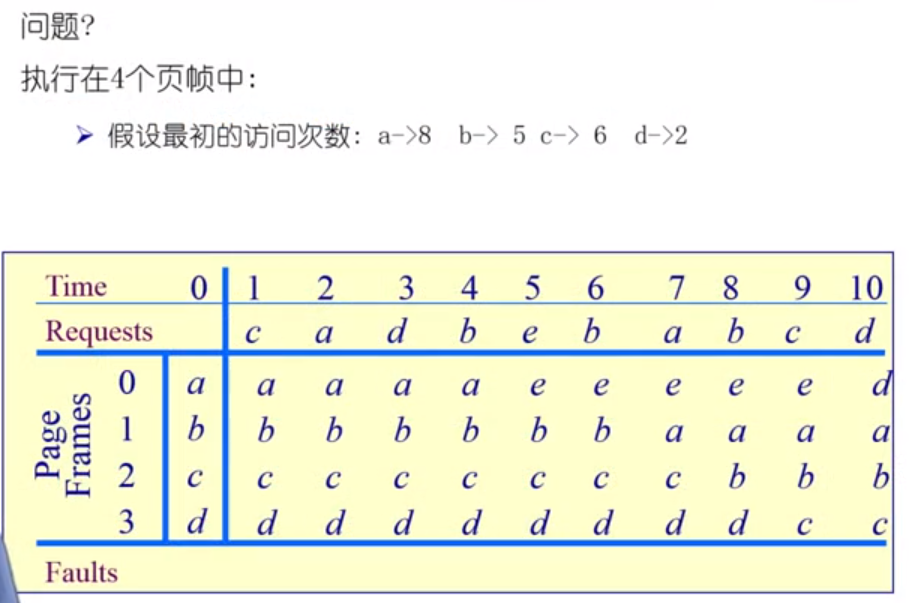 问题?
执行在4个页帧中:
➢ 假设最初的访问次数: a->8 b-> 5 c-> 6 d->2
Time 0 1 2 3 4 5 6 7 8 9 10
Requests c a d b e b a b c d
Page Frames
0 a a a a a e e e e e d
1 b b b b b b b a a a a
2 c c c c c c c c b b b
3 d d d d d d d d d c c
Faults